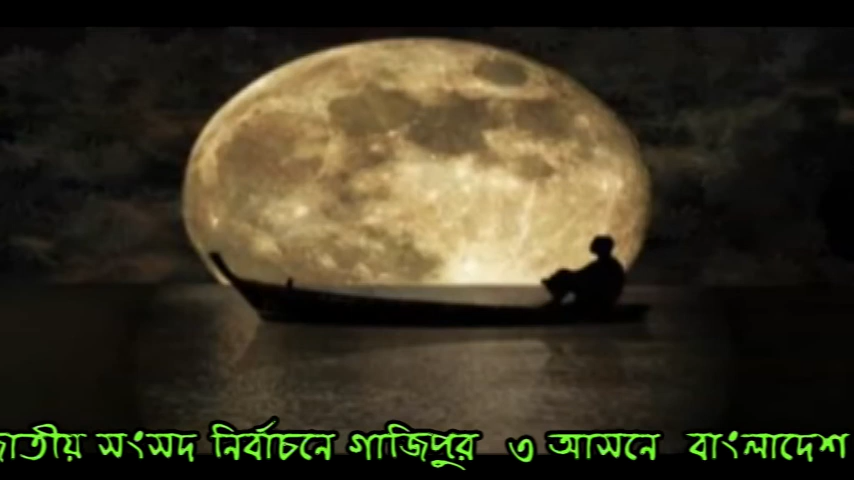 জাতীয় সংসদ নির্বাচনে গাজিপুর ৩ আসনে বাংলাদেশ